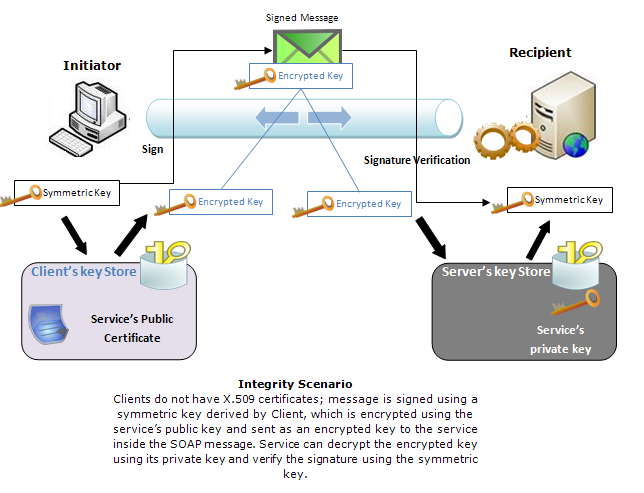 Signed Message
Encrypted Key
Initiator
Recipient
Sign
Signature Verification
SymmetricKey
Encrypted Key
Encrypted Key
SymmetricKey
Client's key Store
Service's Public
Certificate
Server's key Store
Service's
private key
Integrity Scenario
Clients do not have X.509 certificates; message is signed using a
symmetric key derived by Client, which is encrypted using the
service's public key and sent as an encrypted key to the service
inside the SOAP message. Service can decrypt the encrypted key
using its private key and verify the signature using the symmetric
key.